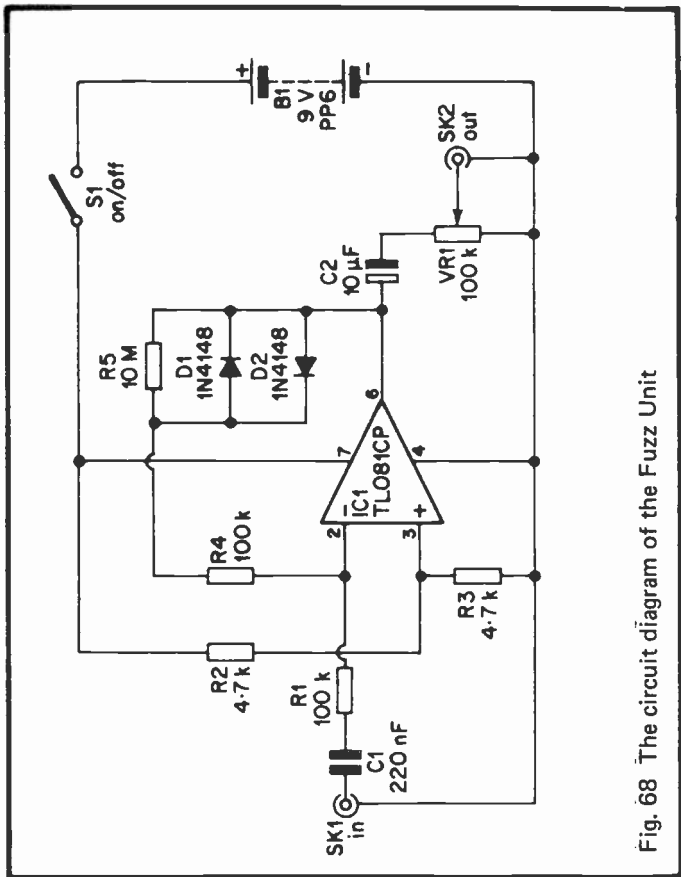 S1
on/off
+
B1
9 V
PP6
-
R5
10 M
D1
1N4148
D2
1N4148
C2
10 µF
SK2
out
VR1
100 k
R4
100 k
R2
4·7 k
7
6
2
-
IC1
TL081CP
3
+
4
R1
100 k
C1
220 nF
SK1
in
R3
4·7 k
Fig. 68 The circuit diagram of the Fuzz Unit